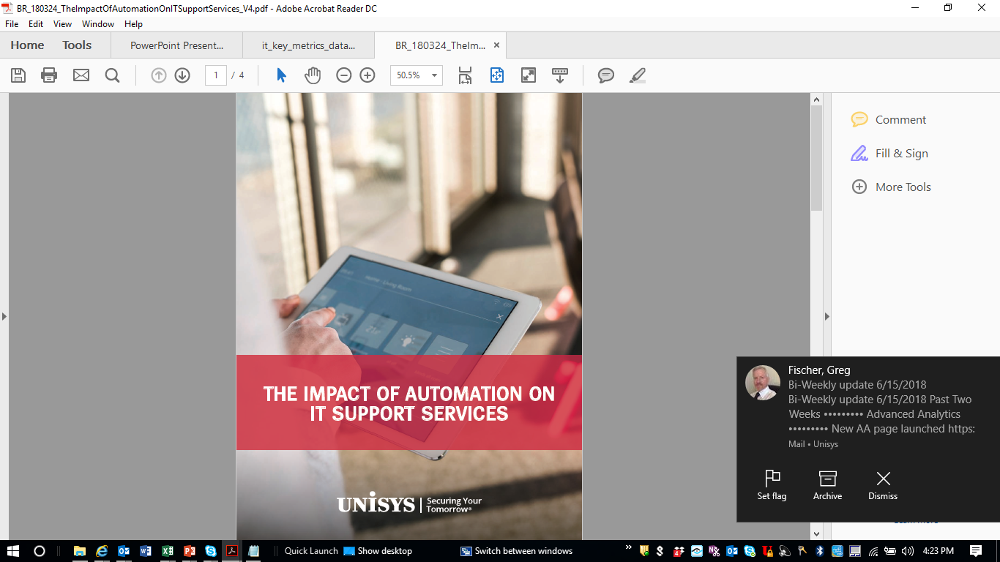 BR_180324_TheImpactOfAutomationOnITSupportServices_V4.pdf - Adobe Acrobat Reader DC
File Edit View Window Help
Home Tools PowerPoint Present... it_key_metrics_data... BR_180324_TheIm...
1 / 4 50.5%
Comment
Fill & Sign
More Tools
Home - Living Room
THE IMPACT OF AUTOMATION ON
IT SUPPORT SERVICES
UNISYS Securing Your
Tomorrow®
Fischer, Greg
Bi-Weekly update 6/15/2018
Bi-Weekly update 6/15/2018 Past Two
Weeks ••••••••• Advanced Analytics
••••••••• New AA page launched https:
Mail • Unisys
Set flag Archive Dismiss
Quick Launch Show desktop Switch between windows 4:23 PM